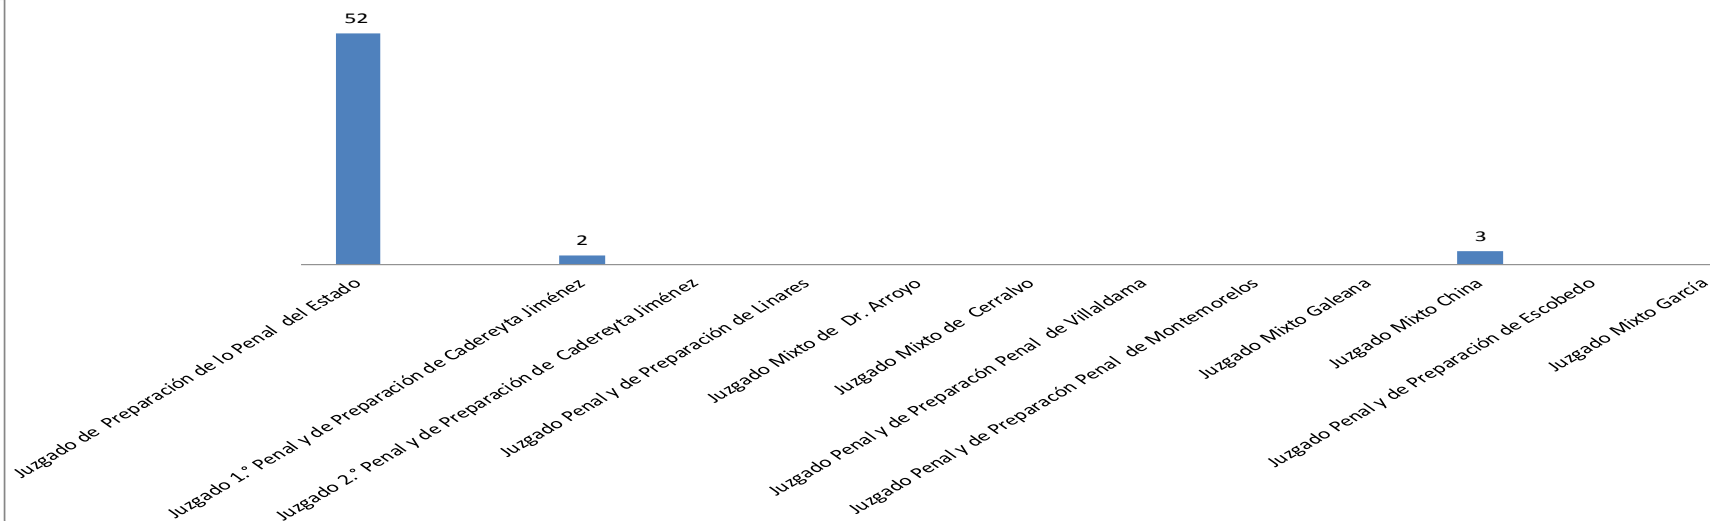 52
2
3
Juzgado de Preparación de lo Penal del Estado
Juzgado 1.° Penal y de Preparación de Cadereyta Jiménez
Juzgado 2.° Penal y de Preparación de Cadereyta Jiménez
Juzgado Penal y de Preparación de Linares
Juzgado Mixto de Dr. Arroyo
Juzgado Mixto de Cerralvo
Juzgado Penal y de Preparacón Penal de Villaldama
Juzgado Penal y de Preparacón Penal de Montemorelos
Juzgado Mixto Galeana
Juzgado Mixto China
Juzgado Penal y de Preparación de Escobedo
Juzgado Mixto García